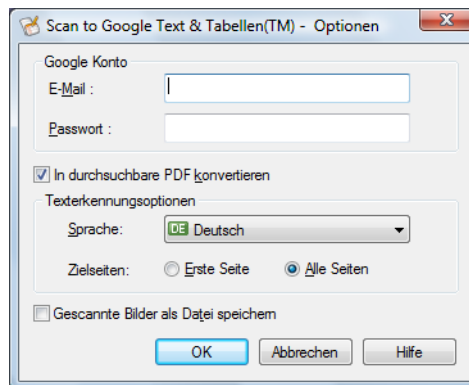 Scan to Google Text & Tabellen(TM) - Optionen
Google Konto
E-Mail :
Passwort :
In durchsuchbare PDF konvertieren
Texterkennungsoptionen
Sprache: DE Deutsch
Zielseiten: Erste Seite Alle Seiten
Gescannte Bilder als Datei speichern
OK Abbrechen Hilfe